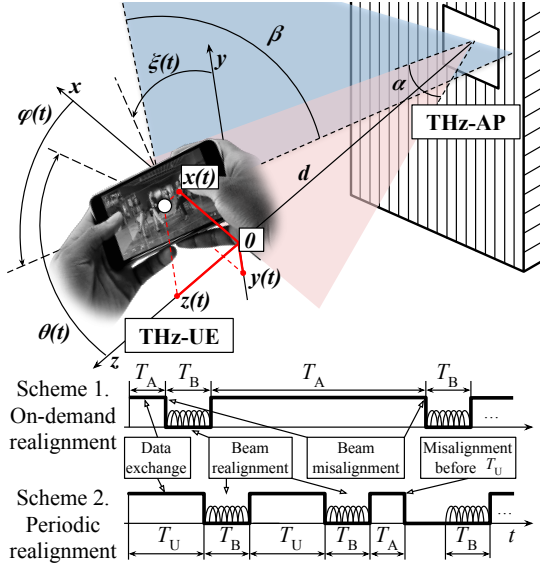 β
ξ(t)
y
x
α
φ(t)
THz-AP
x(t)
d
0
y(t)
z(t)
θ(t)
THz-UE
z
T_A T_B T_A T_B
Scheme 1.
On-demand
realignment
...
Data
exchange
Beam
realignment
Beam
misalignment
Misalignment
before T_U
Scheme 2.
Periodic
realignment
...
T_U T_B T_U T_B T_A T_B
t